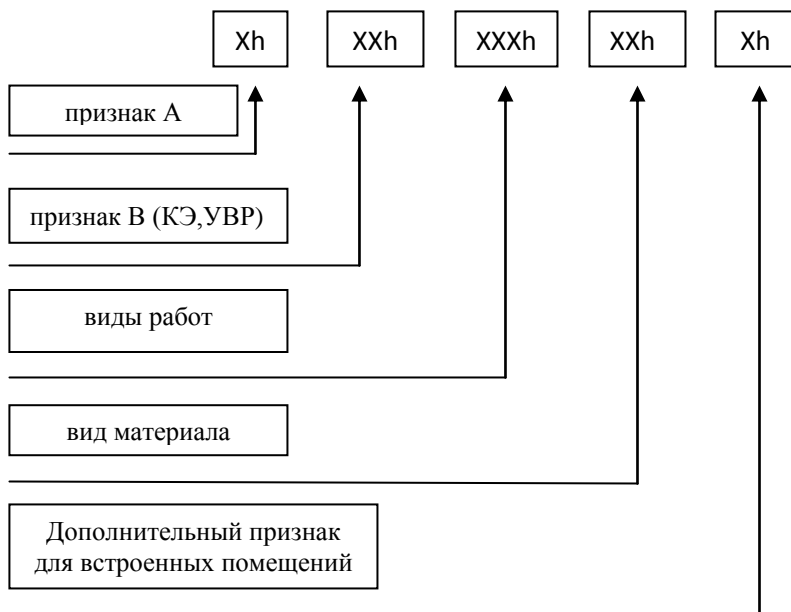 Xh XXh XXXh XXh Xh
признак А
признак В (КЭ,УВР)
виды работ
вид материала
Дополнительный признак
для встроенных помещений